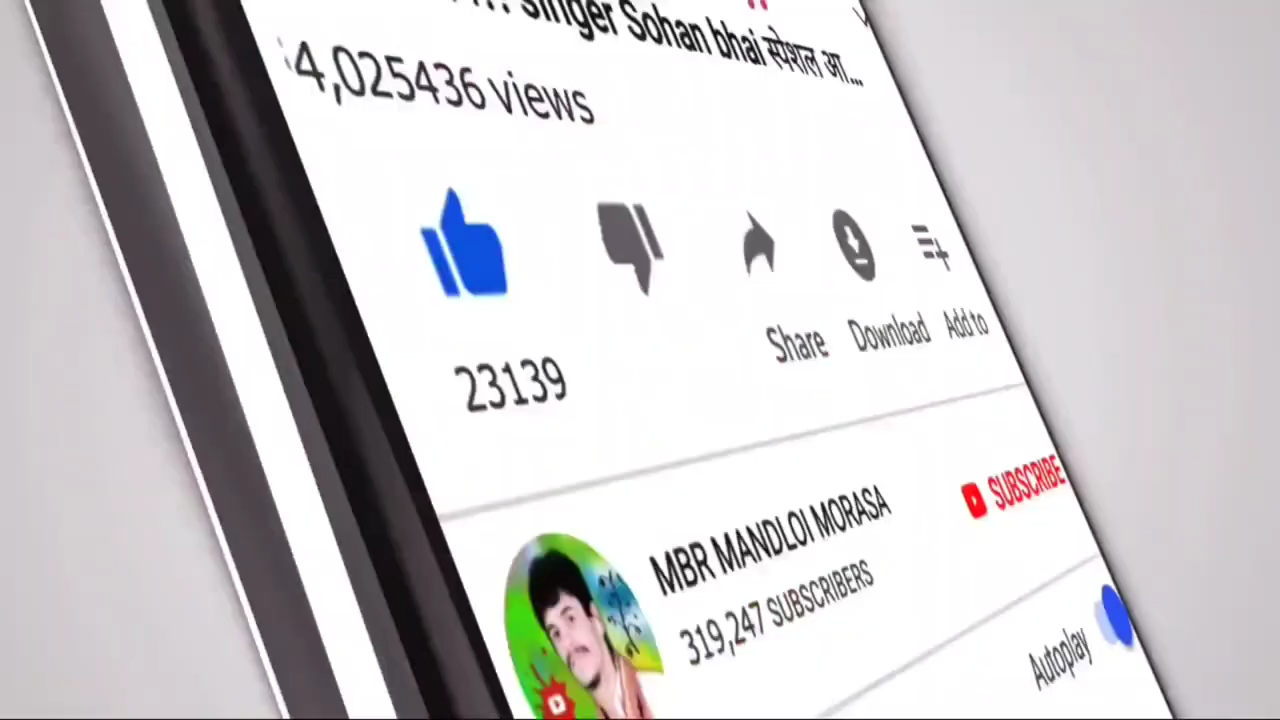 singer Sohan bhai स्पेशल आ...
4,025436 views
23139
Share Download Add to
MBR MANDLOI MORASA
SUBSCRIBE
319,247 SUBSCRIBERS
Autoplay